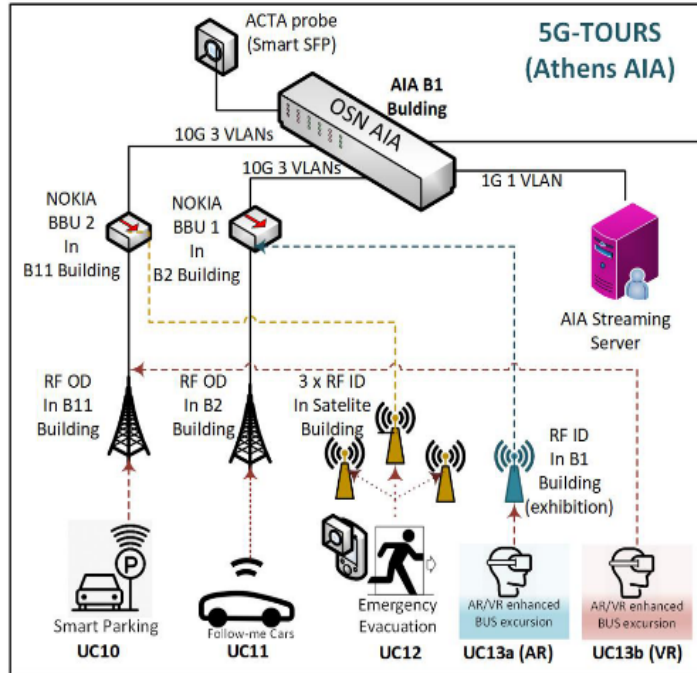 ACTA probe
(Smart SFP)
5G-TOURS
(Athens AIA)
AIA B1
Bulding
OSN AIA
10G 3 VLANs
10G 3 VLANs
1G 1 VLAN
NOKIA
BBU 2
In
B11 Building
NOKIA
BBU 1
In
B2 Building
AIA Streaming
Server
RF OD
In B11
Building
RF OD
In B2
Building
3 x RF ID
In Satelite
Building
RF ID
In B1
Building
(exhibition)
P
Smart Parking
UC10
Follow-me Cars
UC11
Emergency
Evacuation
UC12
AR/VR enhanced
BUS excursion
UC13a (AR)
AR/VR enhanced
BUS excursion
UC13b (VR)